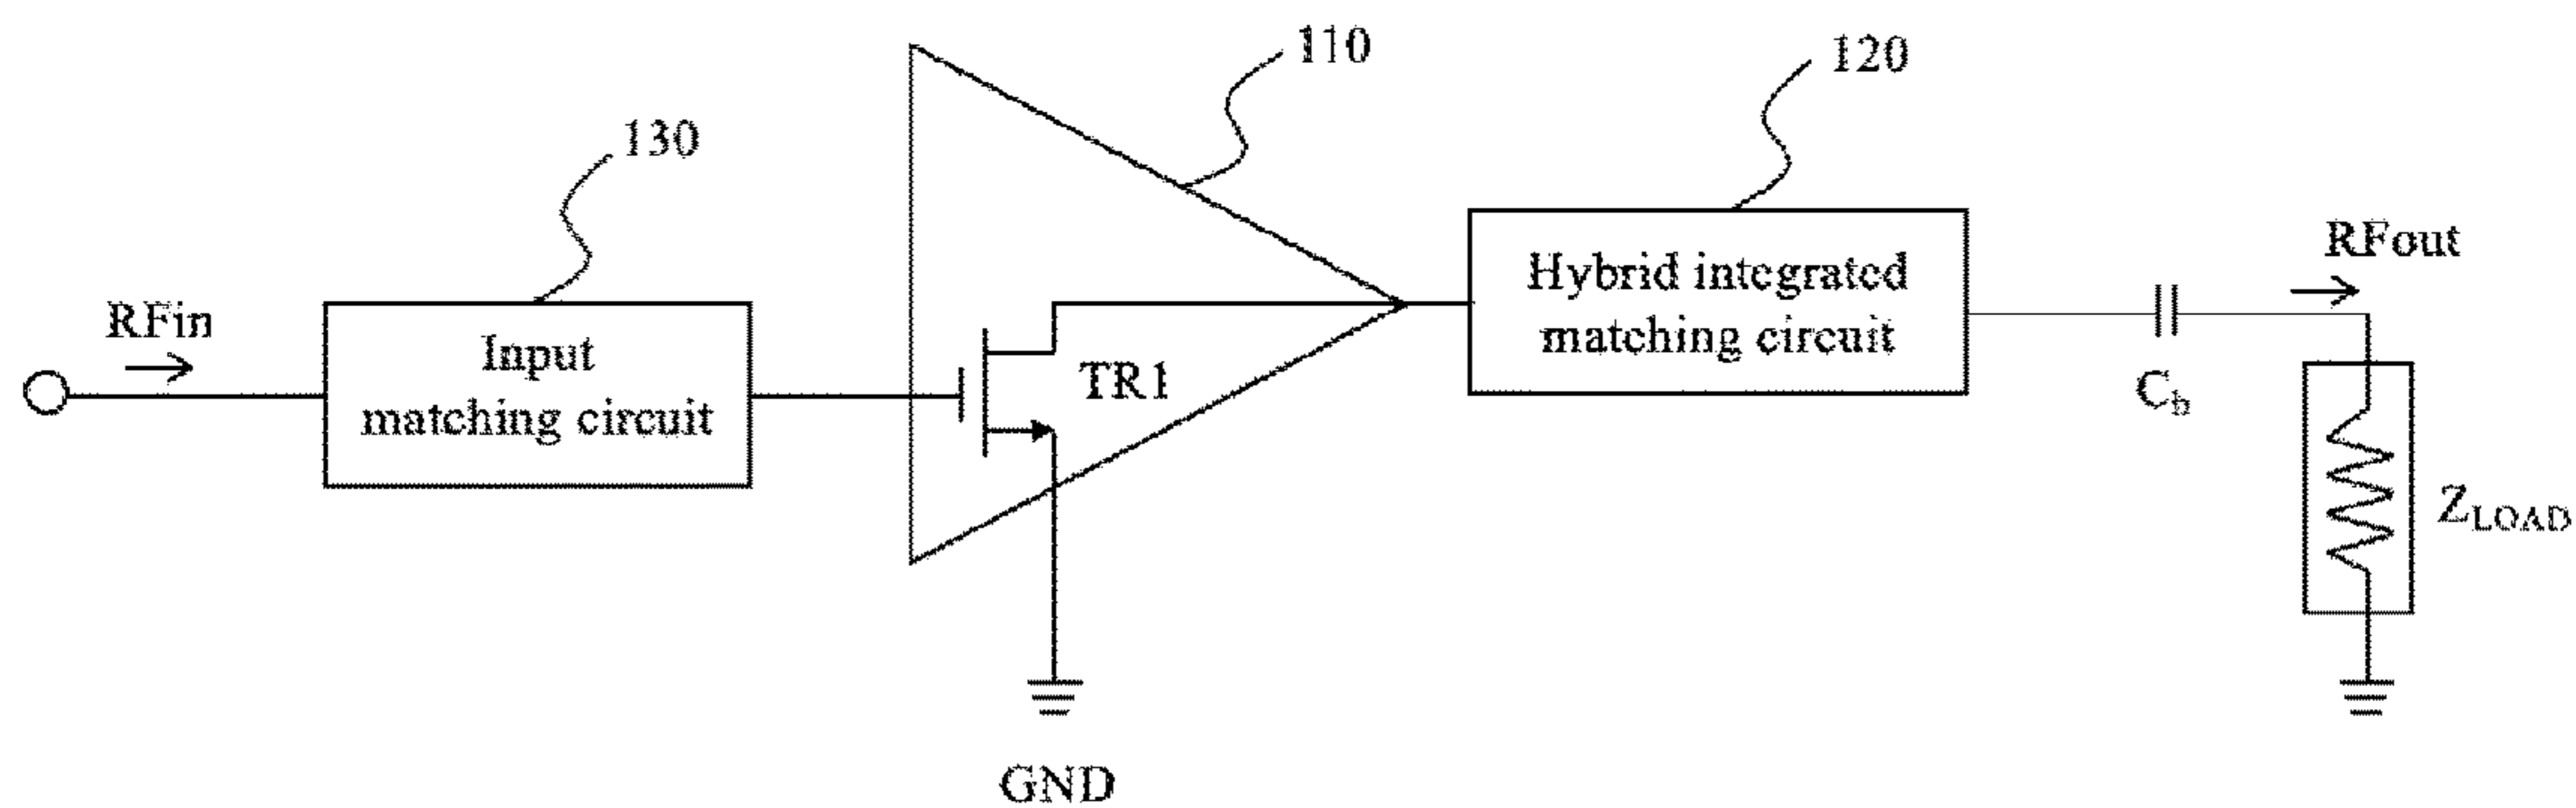 110
120
130
RFin
Input
matching circuit
TR1
Hybrid integrated
matching circuit
RFout
Cb
ZLOAD
GND